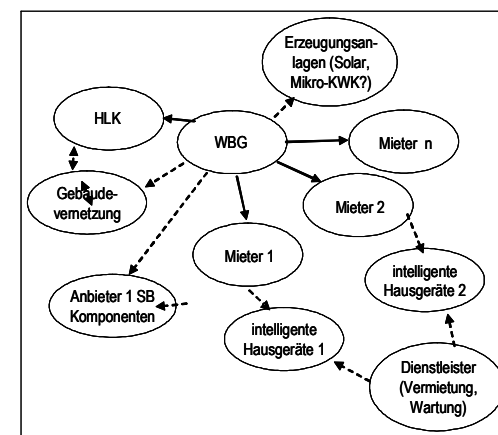 Erzeugungsan-
lagen (Solar,
Mikro-KWK?)
HLK
WBG
Mieter n
Gebäude-
vernetzung
Mieter 2
Mieter 1
Anbieter 1 SB
Komponenten
intelligente
Hausgeräte 2
intelligente
Hausgeräte 1
Dienstleister
(Vermietung,
Wartung)